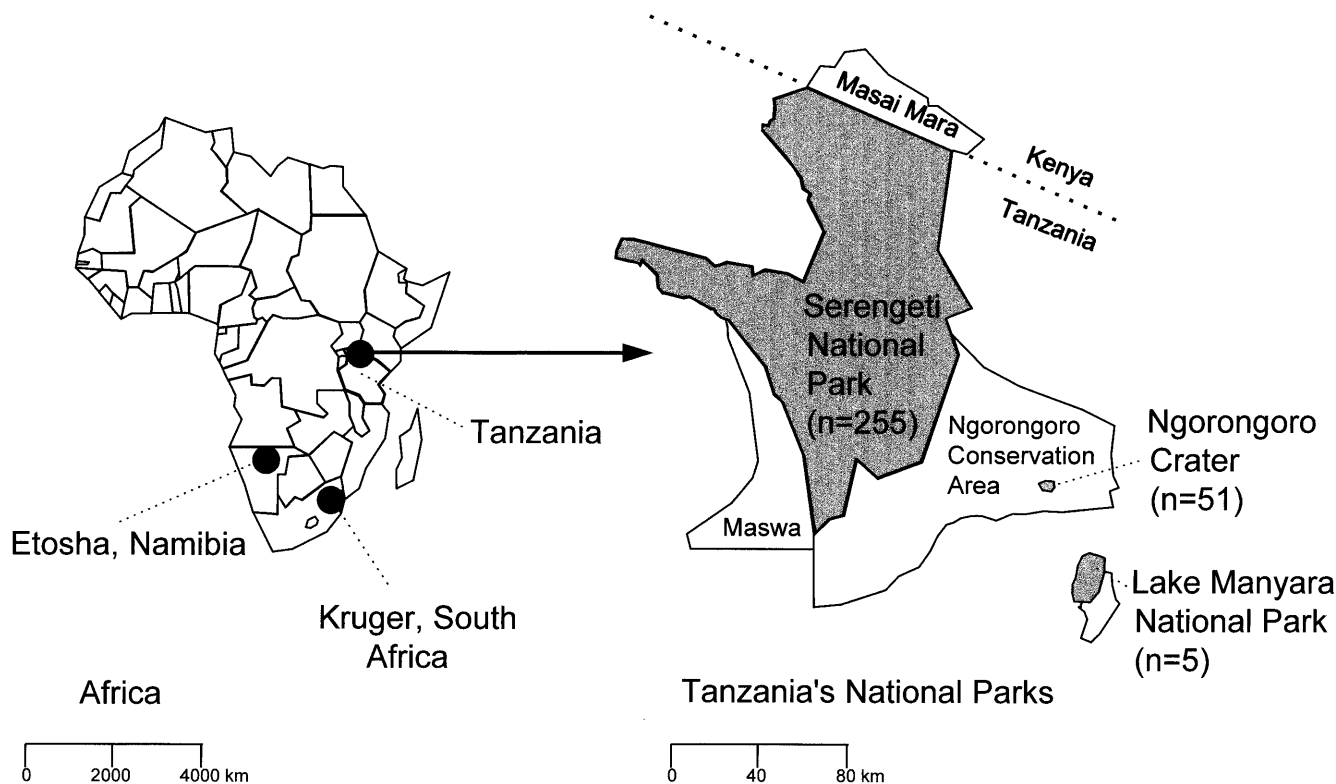 Masai Mara
Kenya
Tanzania
Serengeti
National
Park
(n=255)
Ngorongoro
Conservation
Area
Ngorongoro
Crater
(n=51)
Maswa
Lake Manyara
National Park
(n=5)
Tanzania
Etosha, Namibia
Kruger, South
Africa
Africa
Tanzania's National Parks
0 2000 4000 km
0 40 80 km